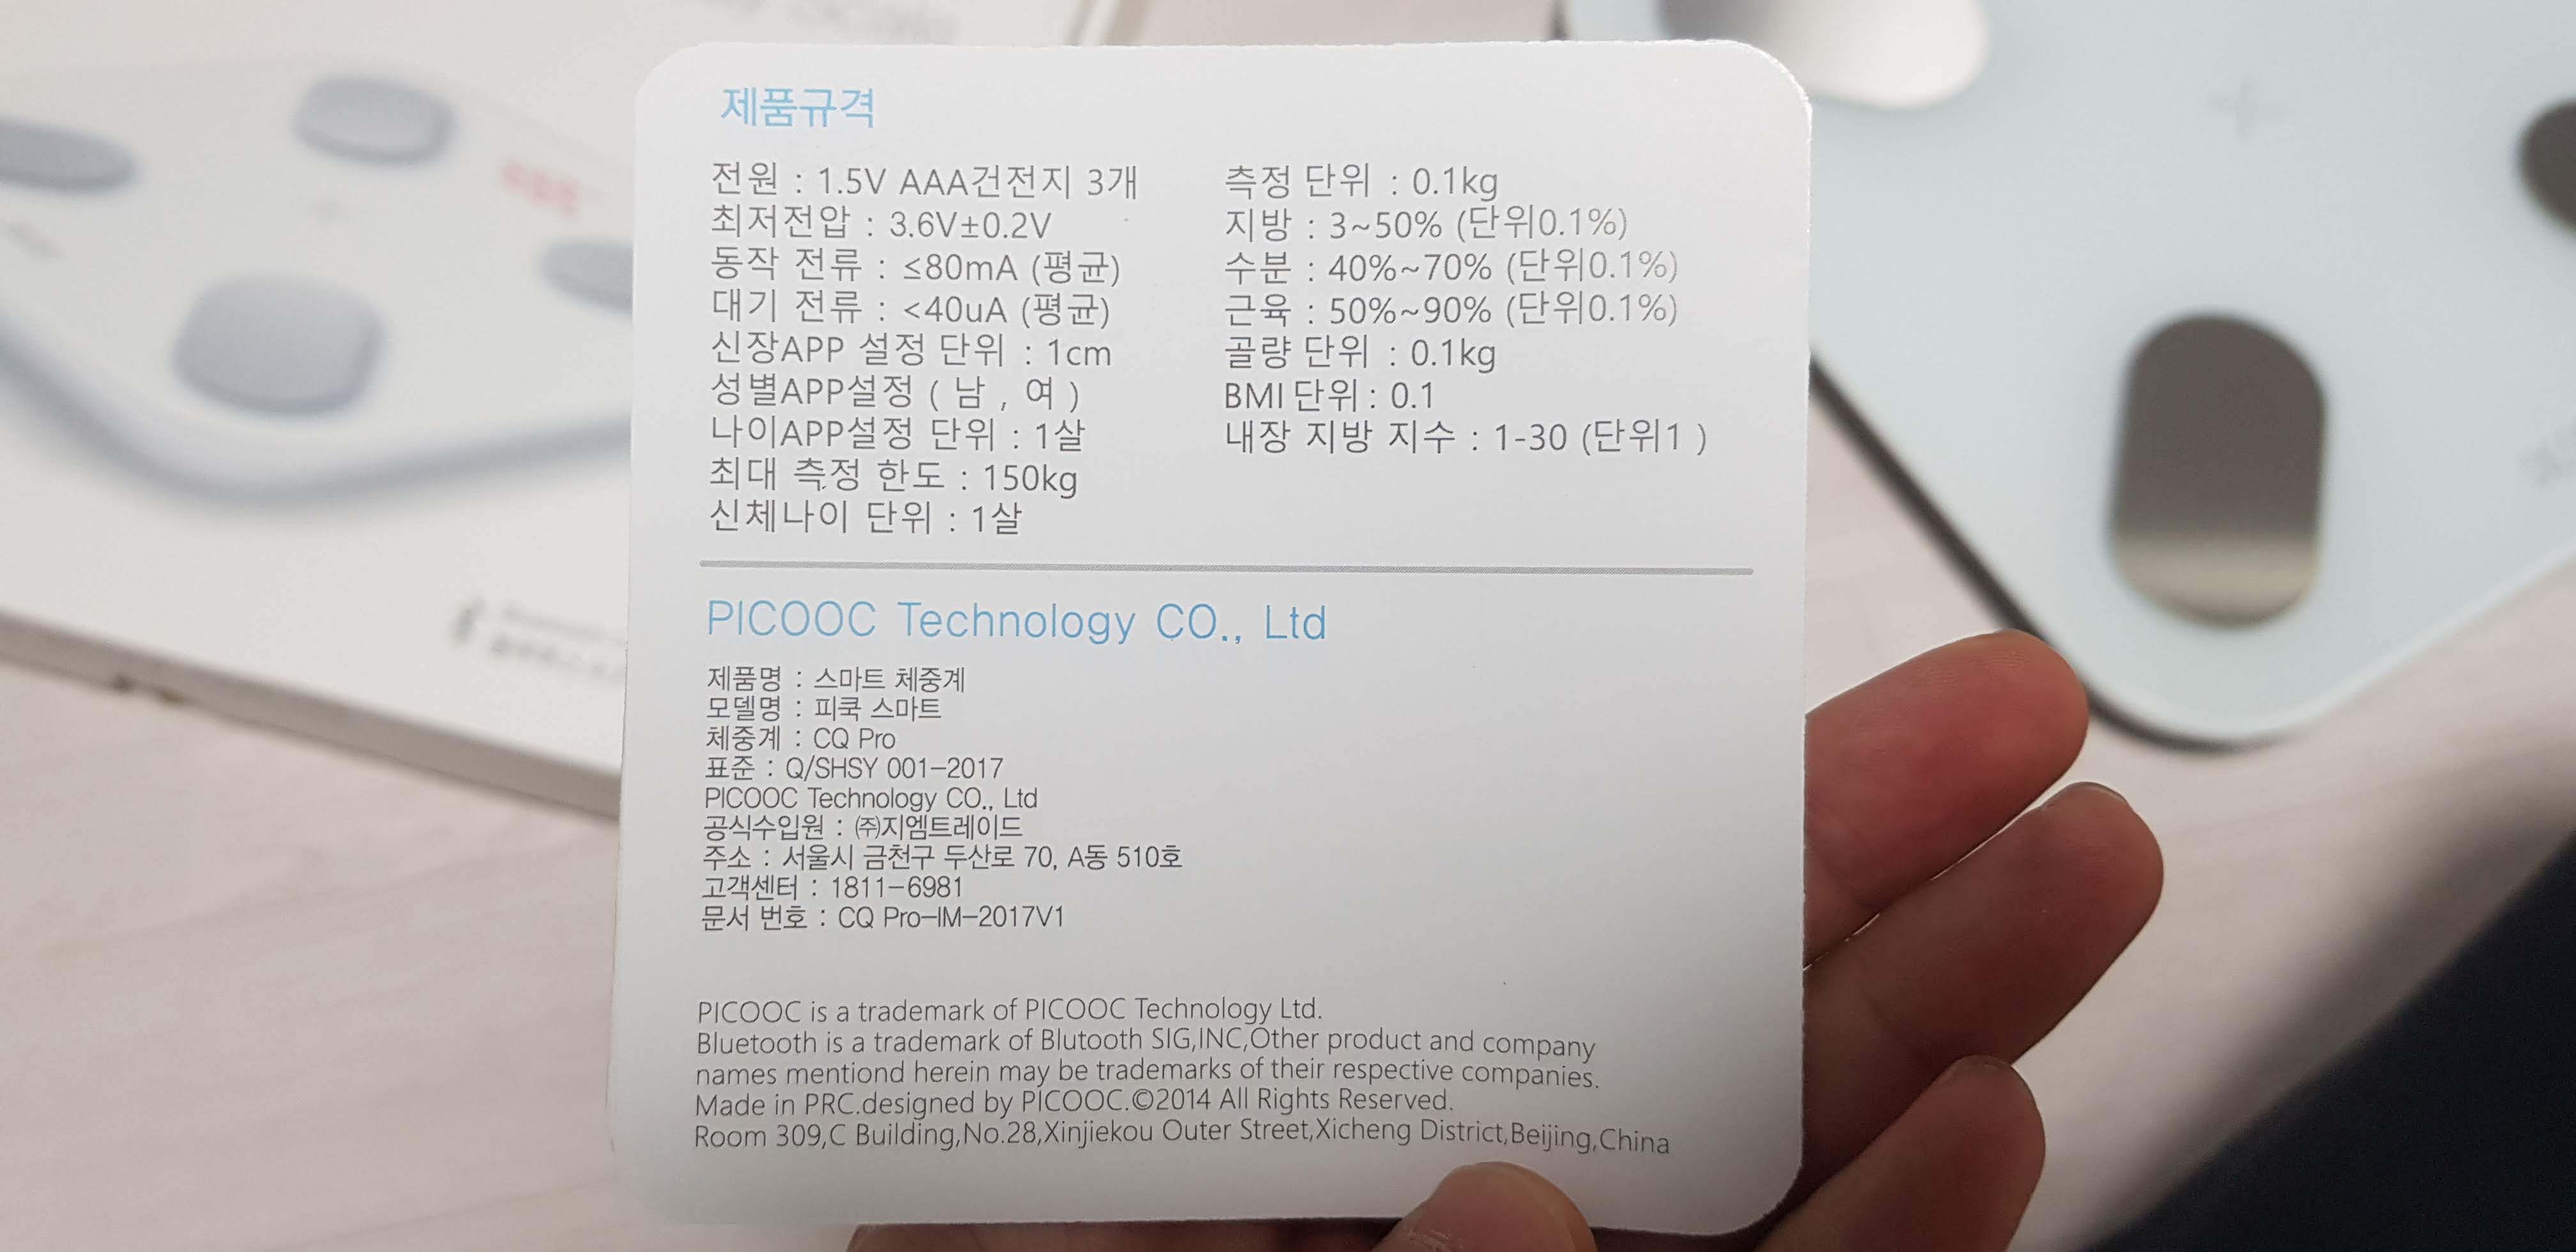 제품규격
전원 : 1.5V AAA건전지 3개
최저전압 : 3.6V±0.2V
동작 전류 : ≤80mA (평균)
대기 전류 : <40uA (평균)
신장APP 설정 단위 : 1cm
성별APP설정 ( 남 , 여 )
나이APP설정 단위 : 1살
최대 측정 한도 : 150kg
신체나이 단위 : 1살
측정 단위 : 0.1kg
지방 : 3~50% (단위0.1%)
수분 : 40%~70% (단위0.1%)
근육 : 50%~90% (단위0.1%)
골량 단위 : 0.1kg
BMI 단위 : 0.1
내장 지방 지수 : 1-30 (단위1 )
PICOOC Technology CO., Ltd
제품명 : 스마트 체중계
모델명 : 피쿡 스마트
체중계 : CQ Pro
표준 : Q/SHSY 001-2017
PICOOC Technology CO., Ltd
공식수입원 : ㈜지엠트레이드
주소 : 서울시 금천구 두산로 70, A동 510호
고객센터 : 1811-6981
문서 번호 : CQ Pro-IM-2017V1
PICOOC is a trademark of PICOOC Technology Ltd.
Bluetooth is a trademark of Blutooth SIG,INC,Other product and company
names mentiond herein may be trademarks of their respective companies.
Made in PRC.designed by PICOOC.©2014 All Rights Reserved.
Room 309,C Building,No.28,Xinjiekou Outer Street,Xicheng District,Beijing,China